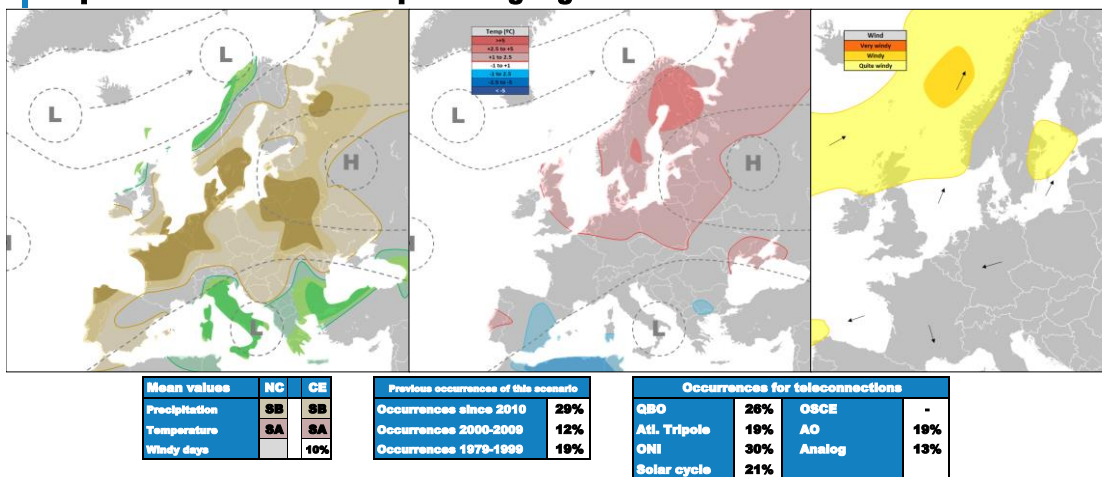 L
L
H
H
L
Temp (ºC)
>+5
+2.5 to +5
+1 to 2.5
-1 to +1
-1 to 2.5
-2.5 to -5
< -5
L
L
H
H
L
Wind
Very windy
Windy
Quite windy
Mean values NC CE
Precipitation SB SB
Temperature SA SA
Windy days 10%
Previous occurrences of this scenario
Occurrences since 2010 29%
Occurrences 2000-2009 12%
Occurrences 1979-1999 19%
Occurrences for teleconnections
QBO 26% OSCE -
Atl. Tripole 19% AO 19%
ONI 30% Analog 13%
Solar cycle 21%